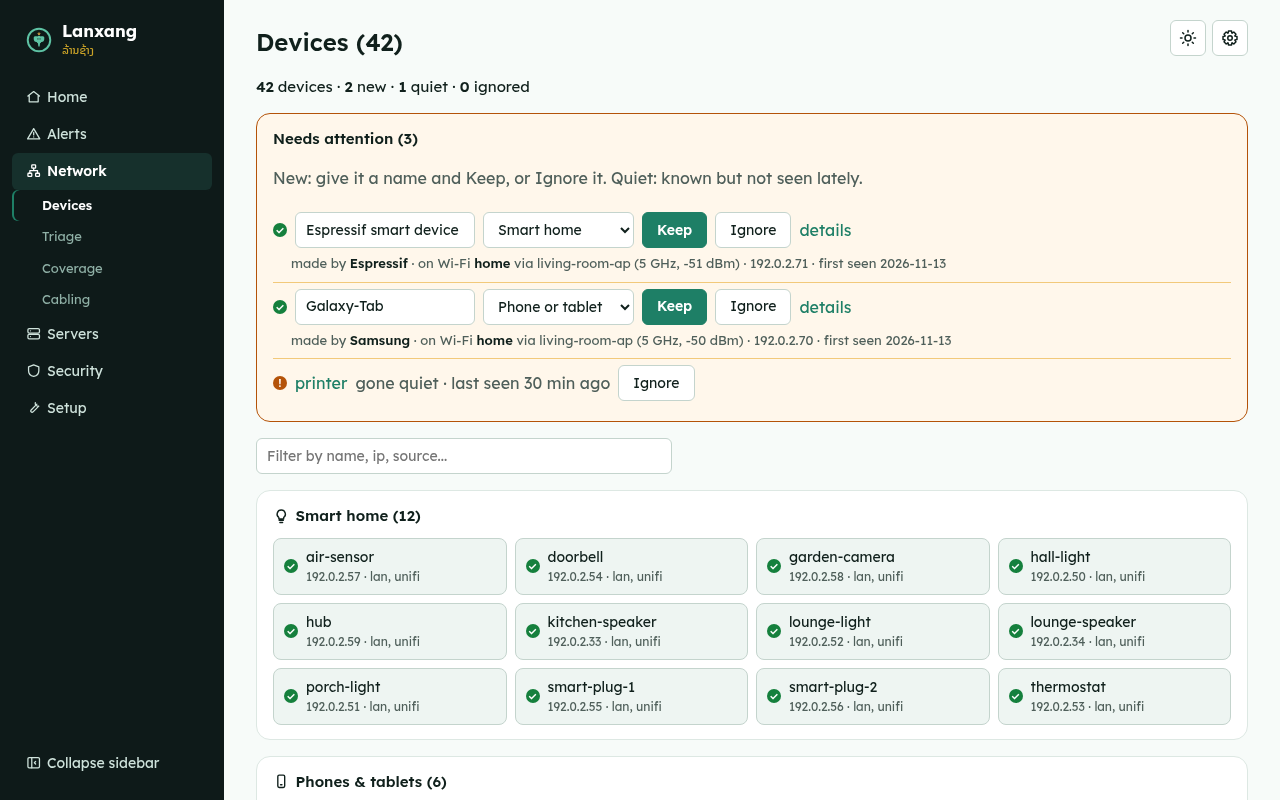 Lanxang
ລ້ານຊ້າງ
Home
Alerts
Network
Devices
Triage
Coverage
Cabling
Servers
Security
Setup
Collapse sidebar
Devices (42)
42 devices · 2 new · 1 quiet · 0 ignored
Needs attention (3)
New: give it a name and Keep, or Ignore it. Quiet: known but not seen lately.
Espressif smart device Smart home Keep Ignore details
made by Espressif · on Wi-Fi home via living-room-ap (5 GHz, -51 dBm) · 192.0.2.71 · first seen 2026-11-13
Galaxy-Tab Phone or tablet Keep Ignore details
made by Samsung · on Wi-Fi home via living-room-ap (5 GHz, -50 dBm) · 192.0.2.70 · first seen 2026-11-13
printer gone quiet · last seen 30 min ago Ignore
Filter by name, ip, source...
Smart home (12)
air-sensor
192.0.2.57 · lan, unifi
doorbell
192.0.2.54 · lan, unifi
garden-camera
192.0.2.58 · lan, unifi
hall-light
192.0.2.50 · lan, unifi
hub
192.0.2.59 · lan, unifi
kitchen-speaker
192.0.2.33 · lan, unifi
lounge-light
192.0.2.52 · lan, unifi
lounge-speaker
192.0.2.34 · lan, unifi
porch-light
192.0.2.51 · lan, unifi
smart-plug-1
192.0.2.55 · lan, unifi
smart-plug-2
192.0.2.56 · lan, unifi
thermostat
192.0.2.53 · lan, unifi
Phones & tablets (6)